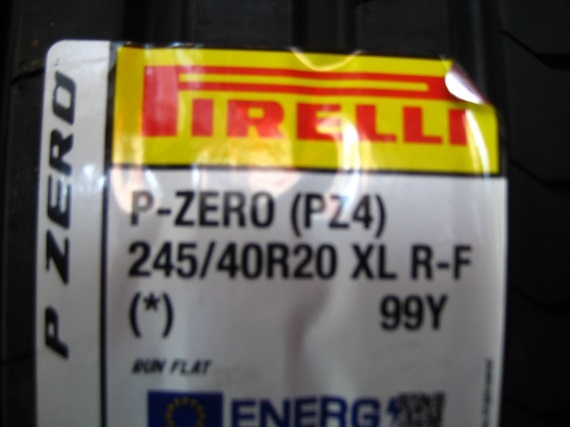 PIRELLI
P ZERO
P-ZERO (PZ4)
245/40R20 XL R-F
(*) 99Y
RUN FLAT
ENERG